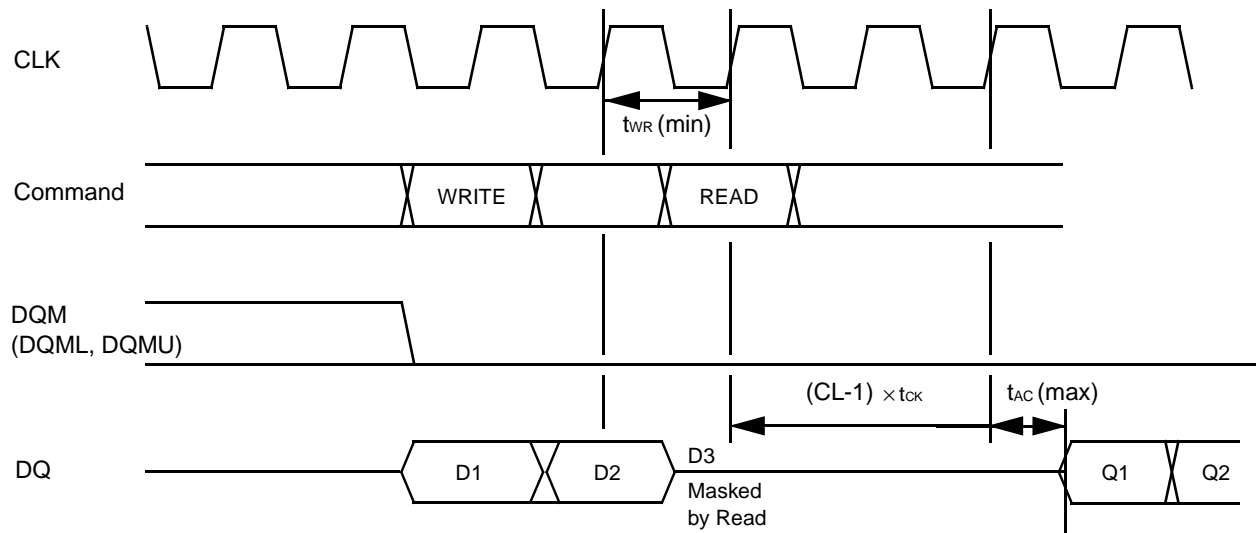 CLK
tWR (min)
Command
WRITE
READ
DQM
(DQML, DQMU)
(CL-1) × tCK
tAC (max)
DQ
D1
D2
D3
Masked
by Read
Q1
Q2